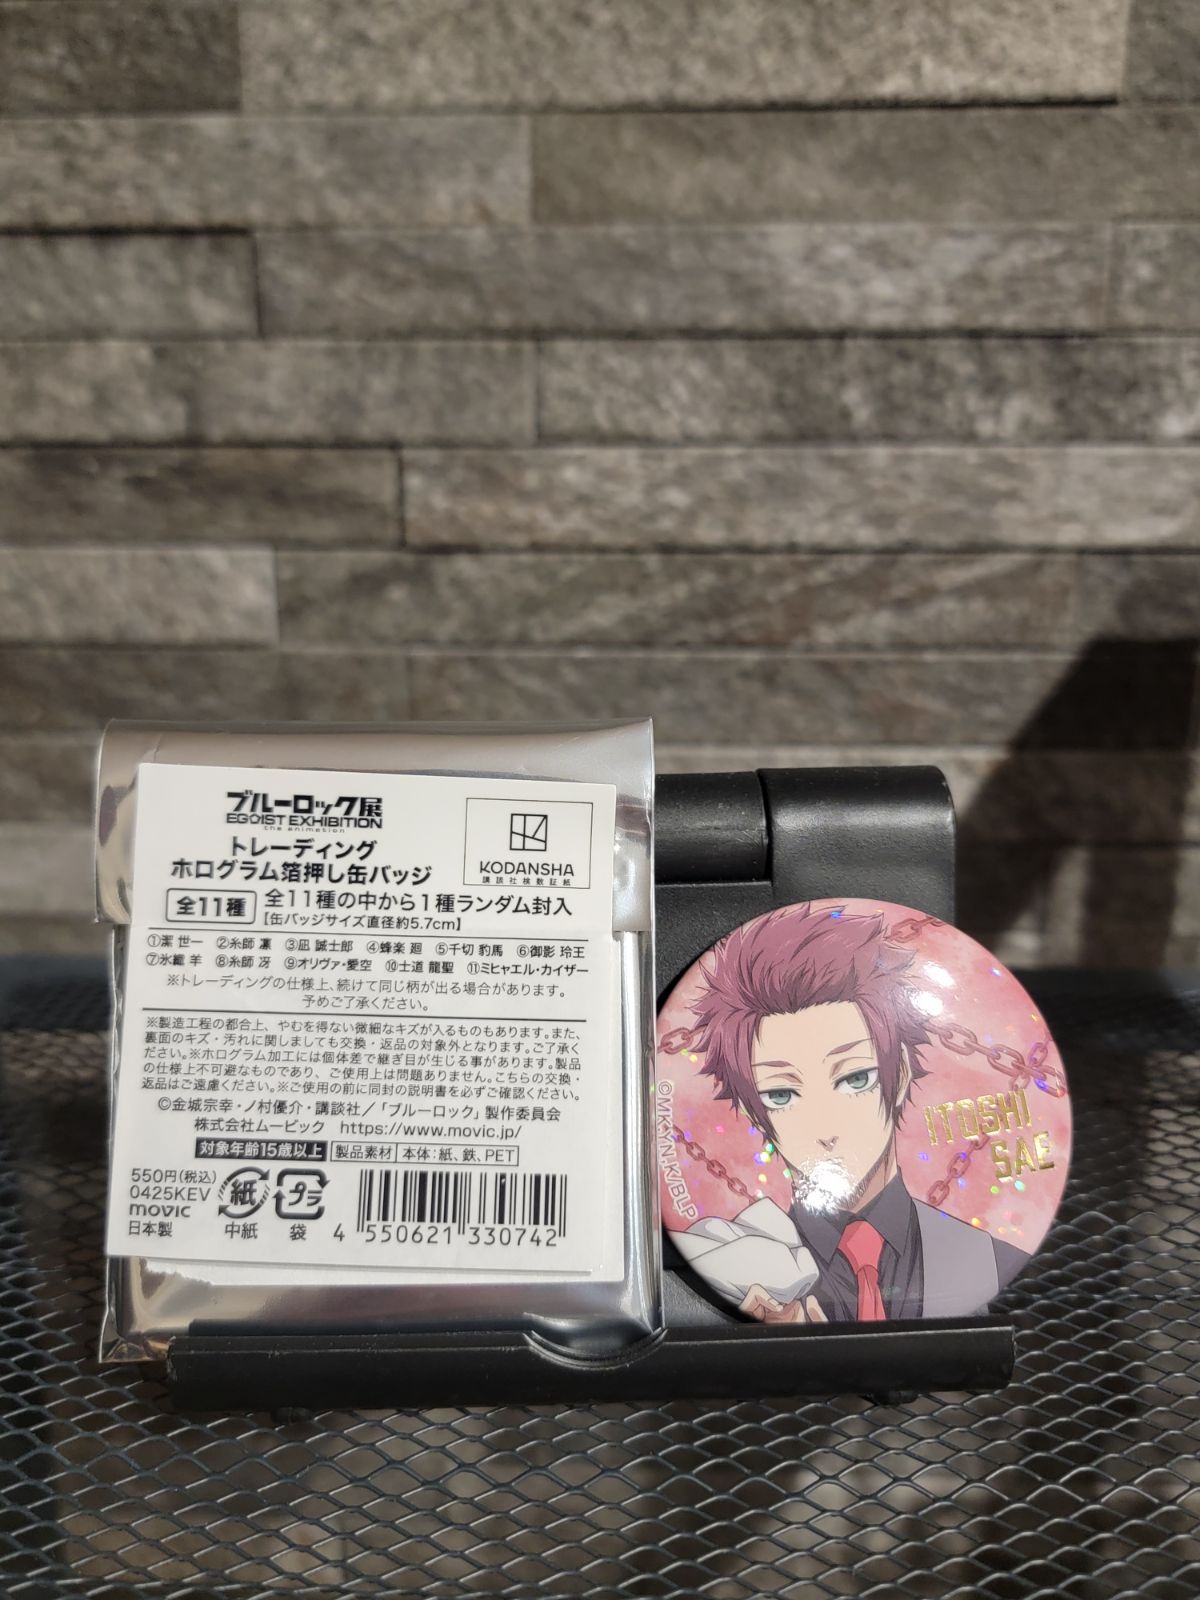 ブルーロック展
EGOIST EXHIBITION
the animation
トレーディング
ホログラム箔押し缶バッジ
KODANSHA
講談社検数証紙
全11種 全11種の中から1種ランダム封入
【缶バッジサイズ直径約5.7cm】
①潔 世一 ②糸師 凛 ③凪 誠士郎 ④蜂楽 廻 ⑤千切 豹馬 ⑥御影 玲王
⑦氷織 羊 ⑧糸師 冴 ⑨オリヴァ・愛空 ⑩士道 龍聖 ⑪ミヒャエル・カイザー
※トレーディングの仕様上、続けて同じ柄が出る場合があります。
予めご了承ください。
※製造工程の都合上、やむを得ない微細なキズが入るものもあります。また、
裏面のキズ・汚れに関しましても交換・返品の対象外となります。ご了承く
ださい。※ホログラム加工には個体差で継ぎ目が生じる事があります。製品
の仕様上不可避なものであり、ご使用上は問題ありません。こちらの交換・
返品はご遠慮ください。※ご使用の前に同封の説明書を必ずご確認ください。
©金城宗幸・ノ村優介・講談社／「ブルーロック」製作委員会
株式会社ムービック https://www.movic.jp/
対象年齢15歳以上 製品素材 本体:紙、鉄、PET
550円(税込)
0425KEV
movic
日本製
紙
中紙
プラ
袋
4 550621 330742
ITOSHI
SAE
©MKYN,K/BLP